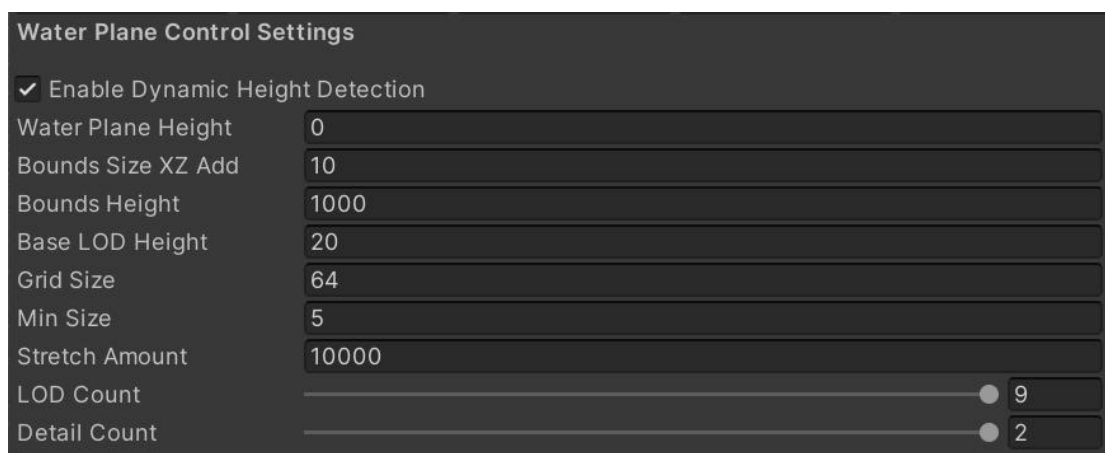 Water Plane Control Settings
Enable Dynamic Height Detection
Water Plane Height 0
Bounds Size XZ Add 10
Bounds Height 1000
Base LOD Height 20
Grid Size 64
Min Size 5
Stretch Amount 10000
LOD Count 9
Detail Count 2